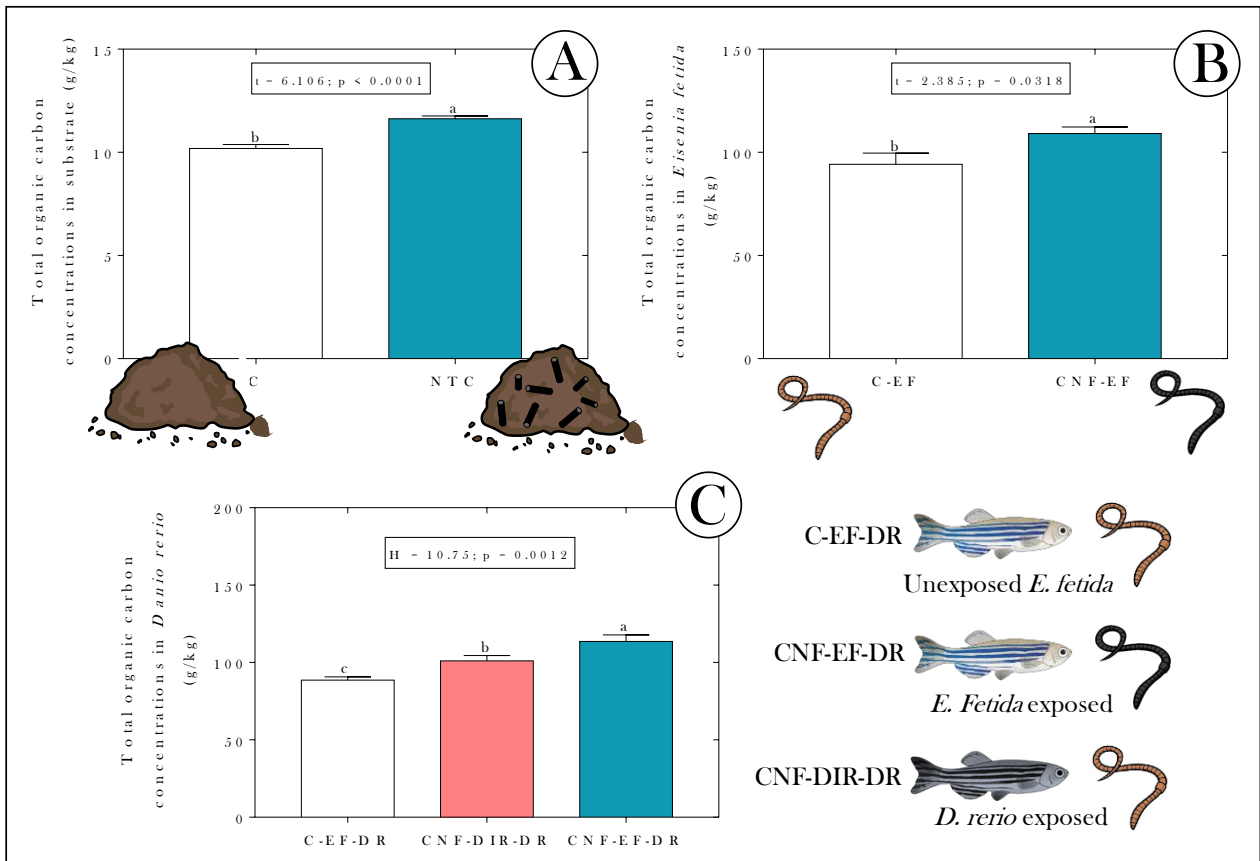 A
Total organic carbon
concentrations in substrate (g/kg)
15
10
5
0
t – 6.106; p < 0.0001
b
a
C
NTC
B
Total organic carbon
concentrations in Eisenia fetida
(g/kg)
150
100
50
0
t – 2.385; p – 0.0318
b
a
C-EF
CNF-EF
C
Total organic carbon
concentrations in Danio rerio
(g/kg)
200
150
100
50
0
H – 10.75; p – 0.0012
c
b
a
C-EF-DR
CNF-DIR-DR
CNF-EF-DR
C-EF-DR
Unexposed E. fetida
CNF-EF-DR
E. Fetida exposed
CNF-DIR-DR
D. rerio exposed